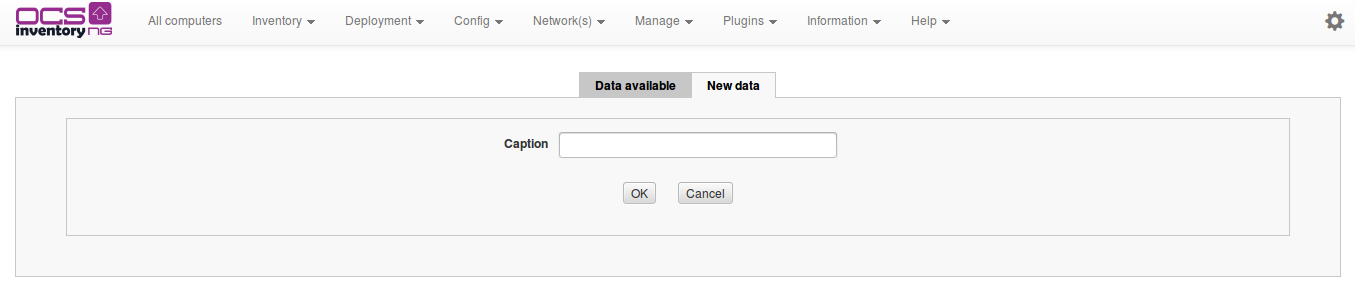 OCS
inventory NG
All computers Inventory Deployment Config Network(s) Manage Plugins Information Help
Data available New data
Caption
OK Cancel